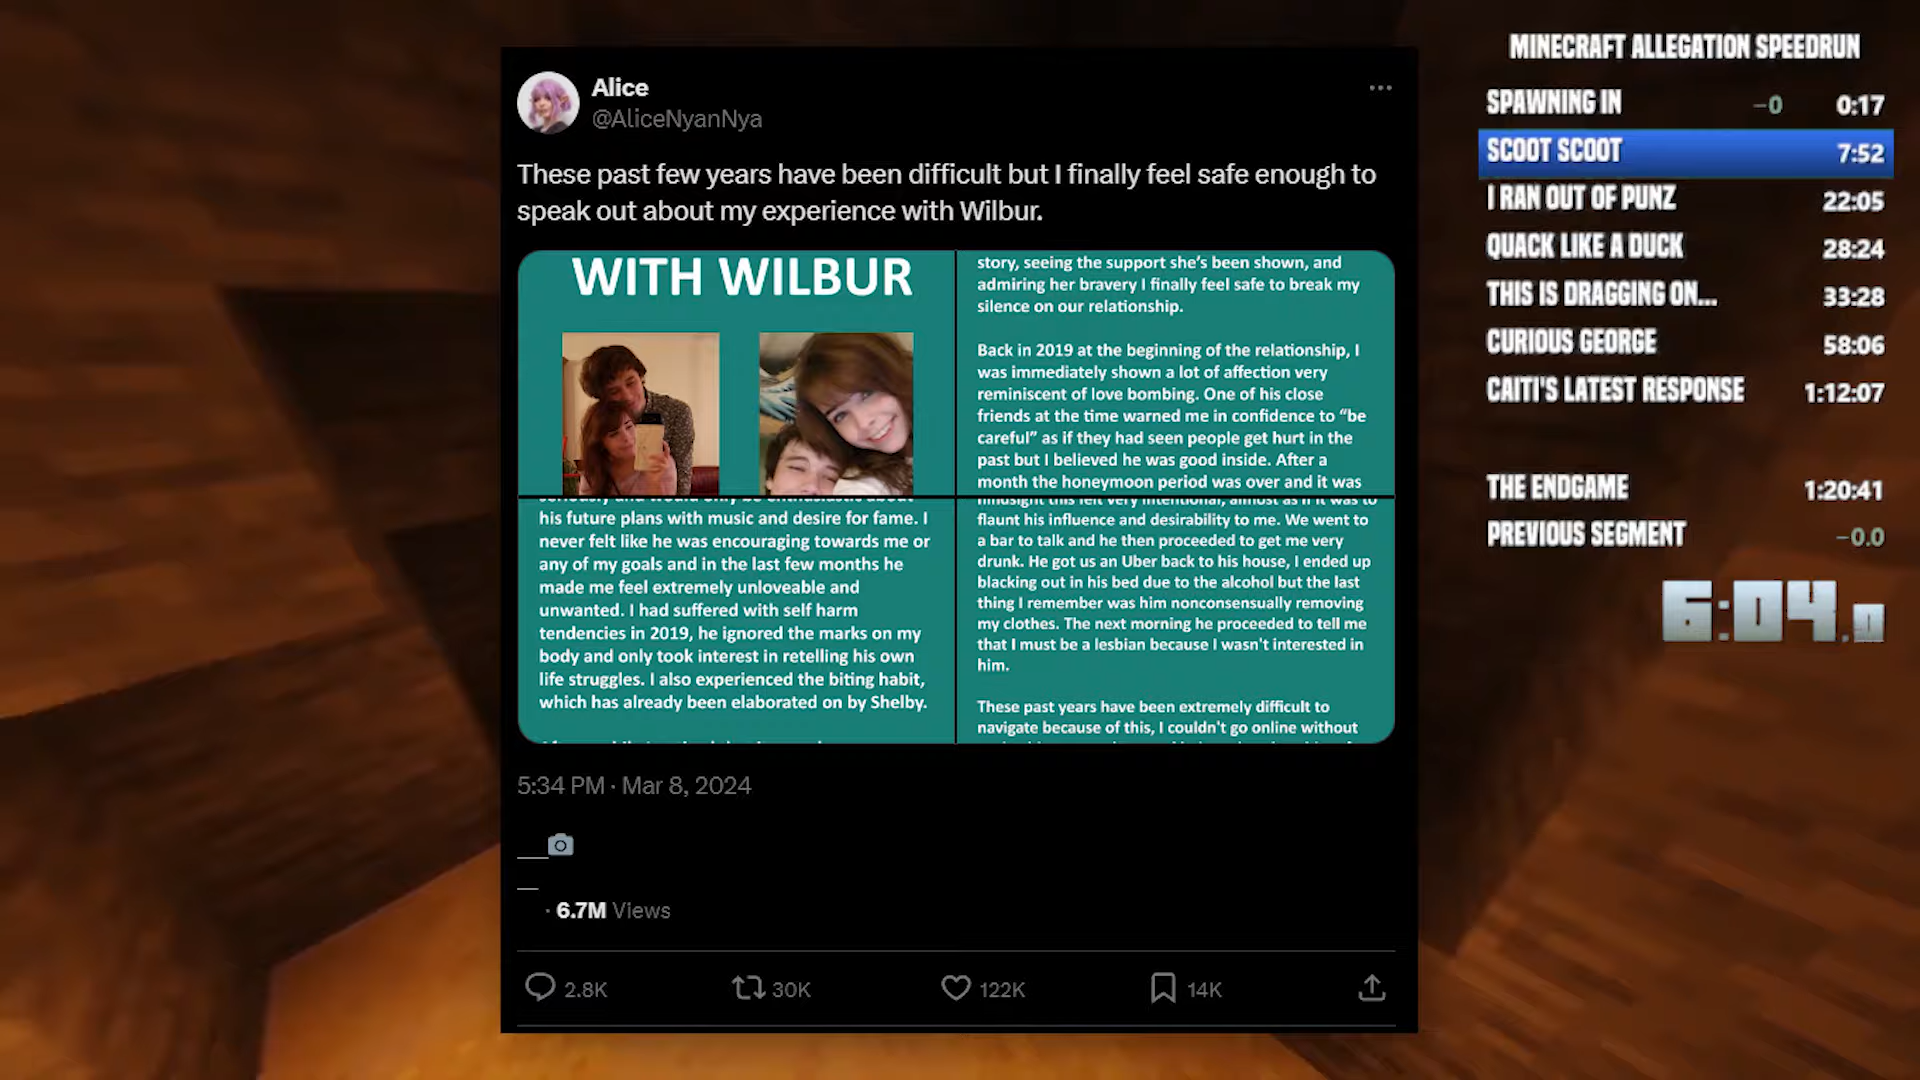 Alice
@AliceNyanNya
These past few years have been difficult but I finally feel safe enough to
speak out about my experience with Wilbur.
WITH WILBUR
story, seeing the support she's been shown, and
admiring her bravery I finally feel safe to break my
silence on our relationship.
Back in 2019 at the beginning of the relationship, I
was immediately shown a lot of affection very
reminiscent of love bombing. One of his close
friends at the time warned me in confidence to “be
careful” as if they had seen people get hurt in the
past but I believed he was good inside. After a
month the honeymoon period was over and it was
his future plans with music and desire for fame. I
never felt like he was encouraging towards me or
any of my goals and in the last few months he
made me feel extremely unloveable and
unwanted. I had suffered with self harm
tendencies in 2019, he ignored the marks on my
body and only took interest in retelling his own
life struggles. I also experienced the biting habit,
which has already been elaborated on by Shelby.
hindsight this felt very intentional, almost as if it was to
flaunt his influence and desirability to me. We went to
a bar to talk and he then proceeded to get me very
drunk. He got us an Uber back to his house, I ended up
blacking out in his bed due to the alcohol but the last
thing I remember was him nonconsensually removing
my clothes. The next morning he proceeded to tell me
that I must be a lesbian because I wasn't interested in
him.
These past years have been extremely difficult to
navigate because of this, I couldn't go online without
5:34 PM · Mar 8, 2024
· 6.7M Views
2.8K
30K
122K
14K
MINECRAFT ALLEGATION SPEEDRUN
SPAWNING IN -0 0:17
SCOOT SCOOT 7:52
I RAN OUT OF PUNZ 22:05
QUACK LIKE A DUCK 28:24
THIS IS DRAGGING ON... 33:28
CURIOUS GEORGE 58:06
CAITI'S LATEST RESPONSE 1:12:07
THE ENDGAME 1:20:41
PREVIOUS SEGMENT -0.0
6:04.0